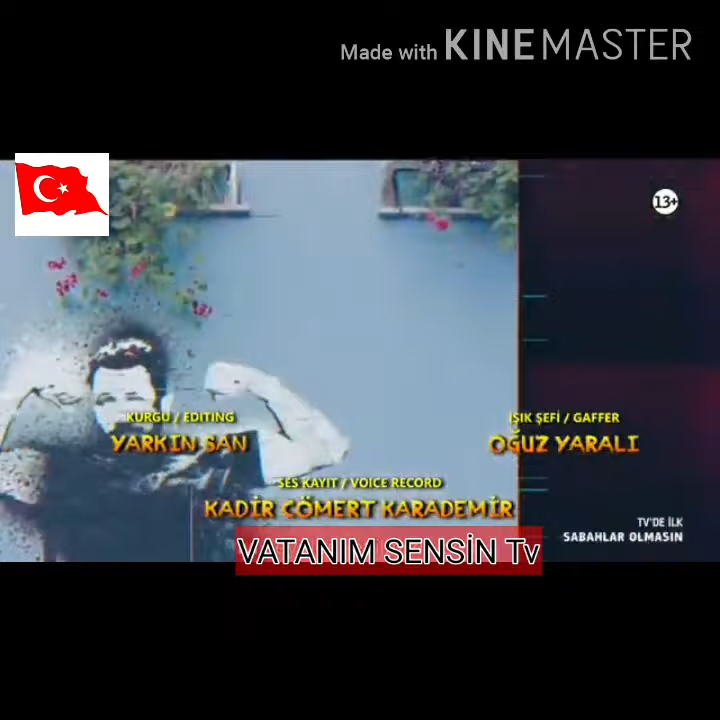 Made with KINEMASTER
13+
KURGU / EDITING
YARKIN SAN
IŞIK ŞEFİ / GAFFER
OĞUZ YARALI
SES KAYIT / VOICE RECORD
KADİR CÖMERT KARADEMİR
TV'DE İLK
SABAHLAR OLMASIN
VATANIM SENSİN Tv